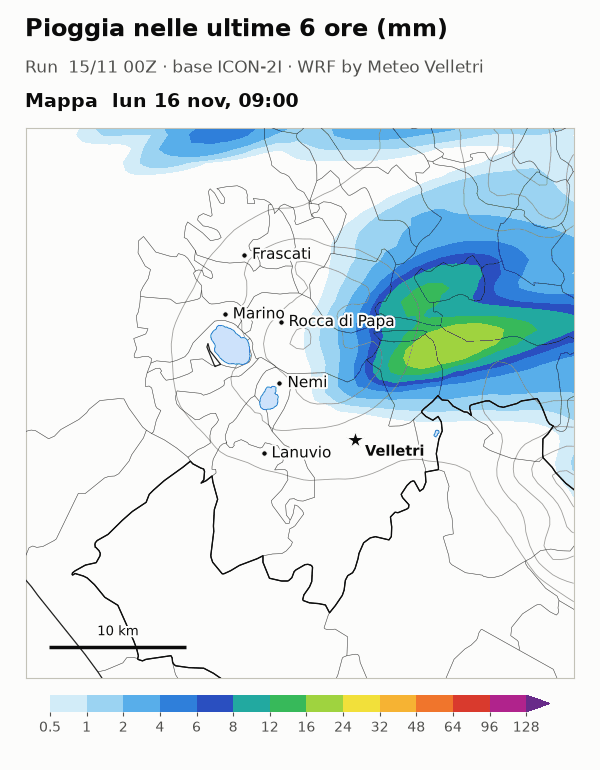 Pioggia nelle ultime 6 ore (mm)
Run 15/11 00Z · base ICON-2I · WRF by Meteo Velletri
Mappa lun 16 nov, 09:00
Frascati
Marino
Rocca di Papa
Nemi
Velletri
Lanuvio
10 km
0.5 1 2 4 6 8 12 16 24 32 48 64 96 128